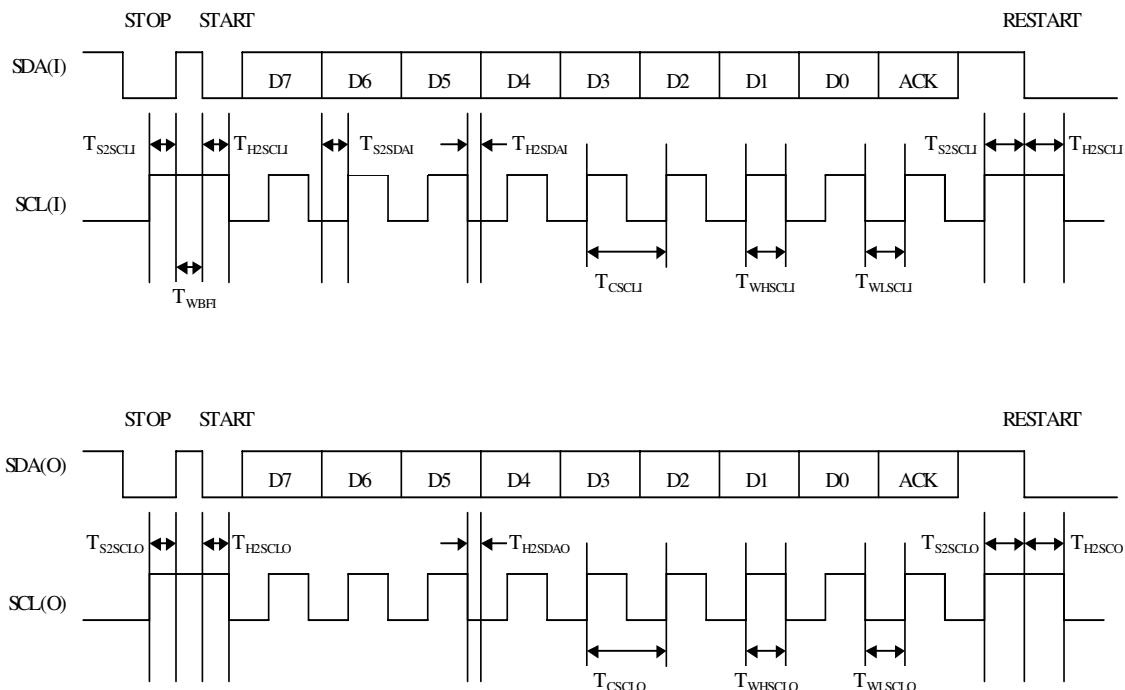 STOP START RESTART
SDA(I) D7 D6 D5 D4 D3 D2 D1 D0 ACK
TS2SCLI TH2SCLI TS2SDAI TH2SDAI TS2SCLI TH2SCLI
SCL(I)
TWBFI TCSCLI TWHSCLI TWLSCLI
STOP START RESTART
SDA(O) D7 D6 D5 D4 D3 D2 D1 D0 ACK
TS2SCLO TH2SCLO TH2SDAO TS2SCLO TH2SCO
SCL(O)
TCSCLO TWHSCLO TWLSCLO